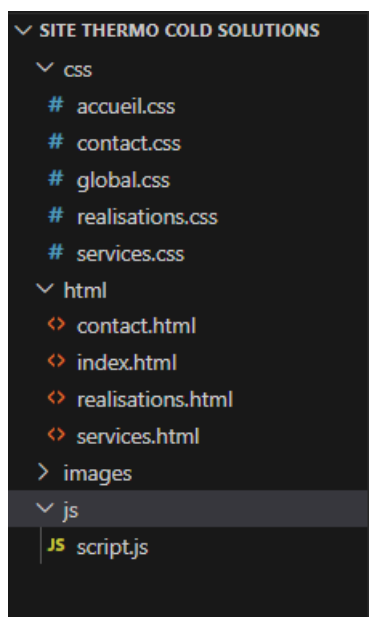 SITE THERMO COLD SOLUTIONS
css
# accueil.css
# contact.css
# global.css
# realisations.css
# services.css
html
<> contact.html
<> index.html
<> realisations.html
<> services.html
images
js
JS script.js